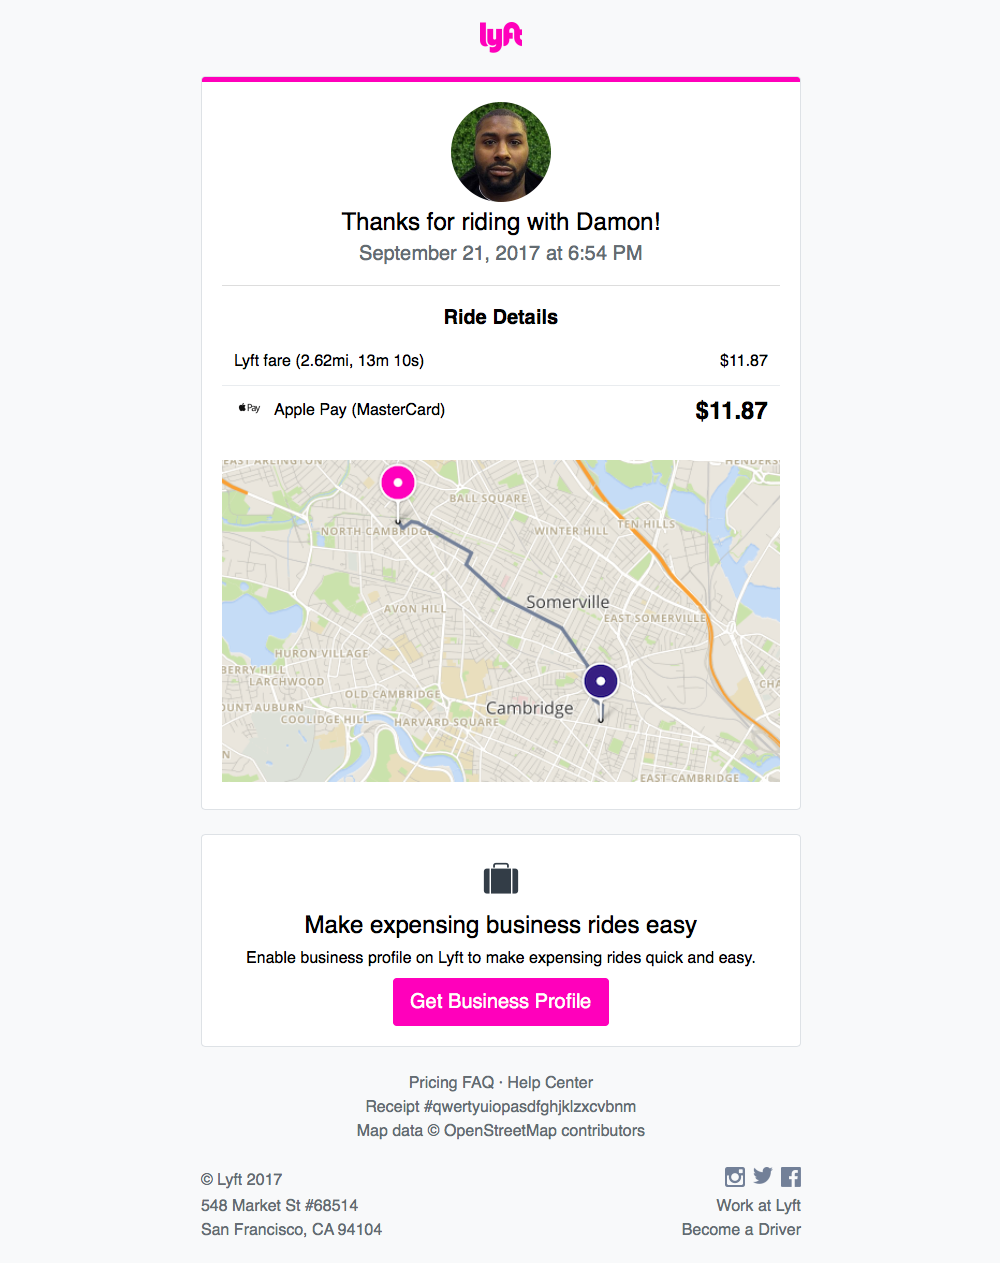 lyft
Thanks for riding with Damon!
September 21, 2017 at 6:54 PM
Ride Details
Lyft fare (2.62mi, 13m 10s) $11.87
Pay Apple Pay (MasterCard) $11.87
EAST ARLINGTON
HENDERS
BALL SQUARE
TEN HILLS
NORTH CAMBRIDGE
WINTER HILL
Somerville
AVON HILL
EAST SOMERVILLE
HURON VILLAGE
BERRY HILL
LARCHWOOD
CHA
OLD CAMBRIDGE
OUNT AUBURN
Cambridge
COOLIDGE HILL
HARVARD SQUARE
N
EAST CAMBRIDGE
Make expensing business rides easy
Enable business profile on Lyft to make expensing rides quick and easy.
Get Business Profile
Pricing FAQ · Help Center
Receipt #qwertyuiopasdfghjklzxcvbnm
Map data © OpenStreetMap contributors
© Lyft 2017
548 Market St #68514
San Francisco, CA 94104
Work at Lyft
Become a Driver